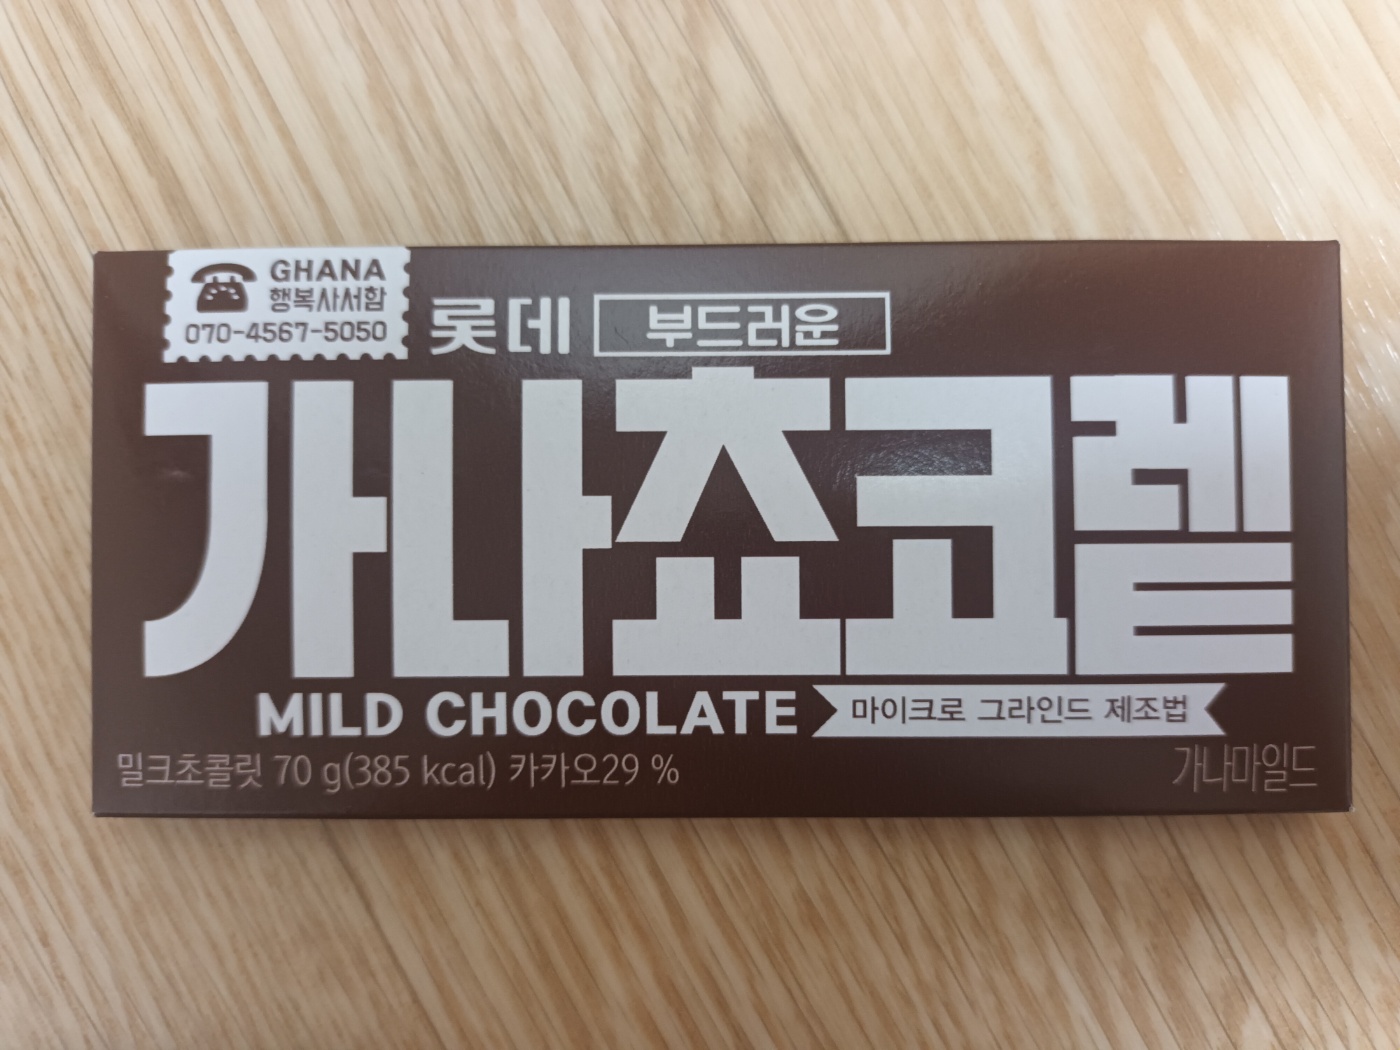 GHANA
행복사서함
070-4567-5050
롯데 부드러운
가나쵸코렡
MILD CHOCOLATE 마이크로 그라인드 제조법
밀크초콜릿 70 g(385 kcal) 카카오29 %
가나마일드